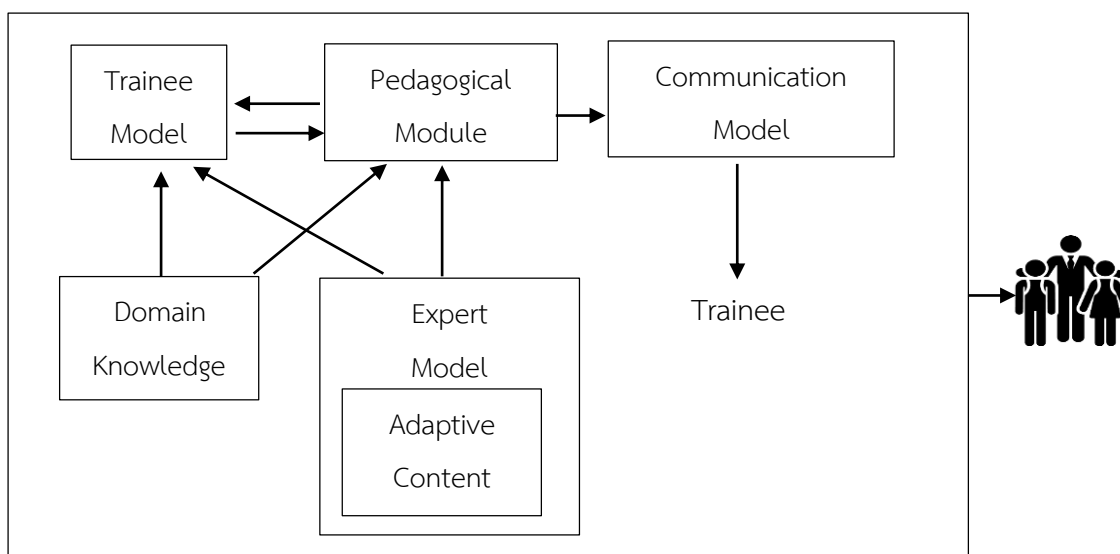 Trainee
Model
Pedagogical
Module
Communication
Model
Domain
Knowledge
Expert
Model
Adaptive
Content
Trainee